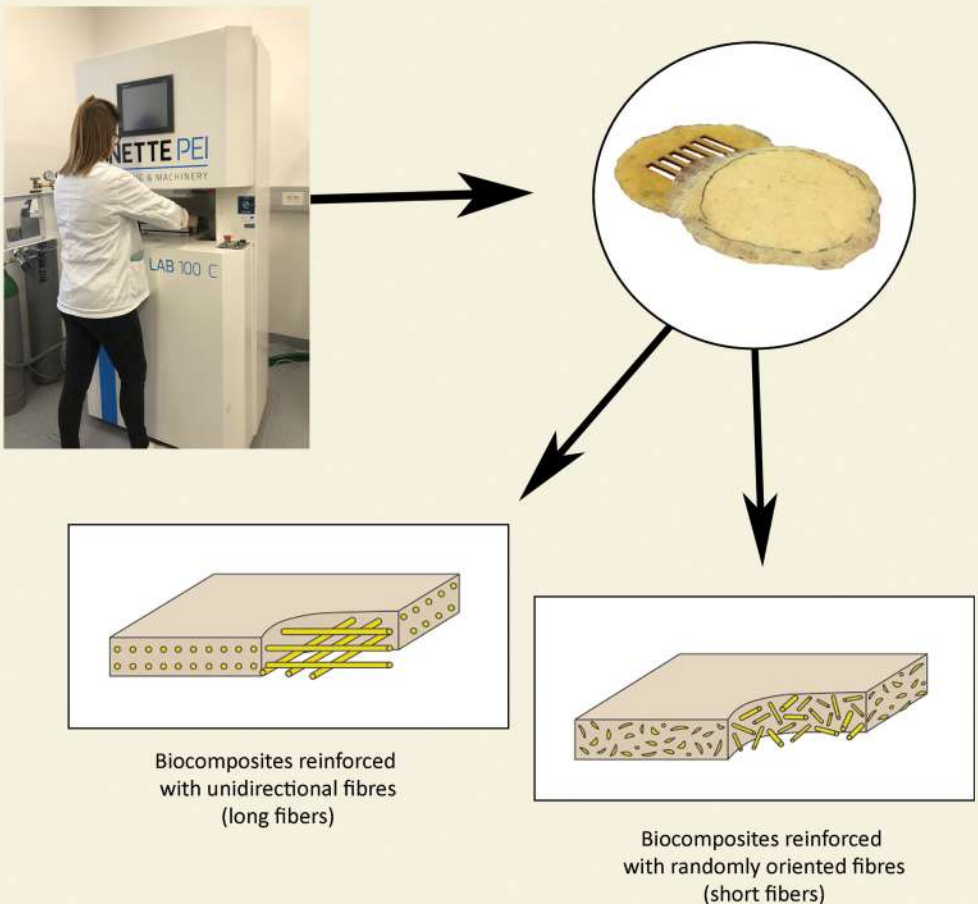 NETTE PEI
& MACHINERY
LAB 100 C
Biocomposites reinforced
with unidirectional fibres
(long fibers)
Biocomposites reinforced
with randomly oriented fibres
(short fibers)